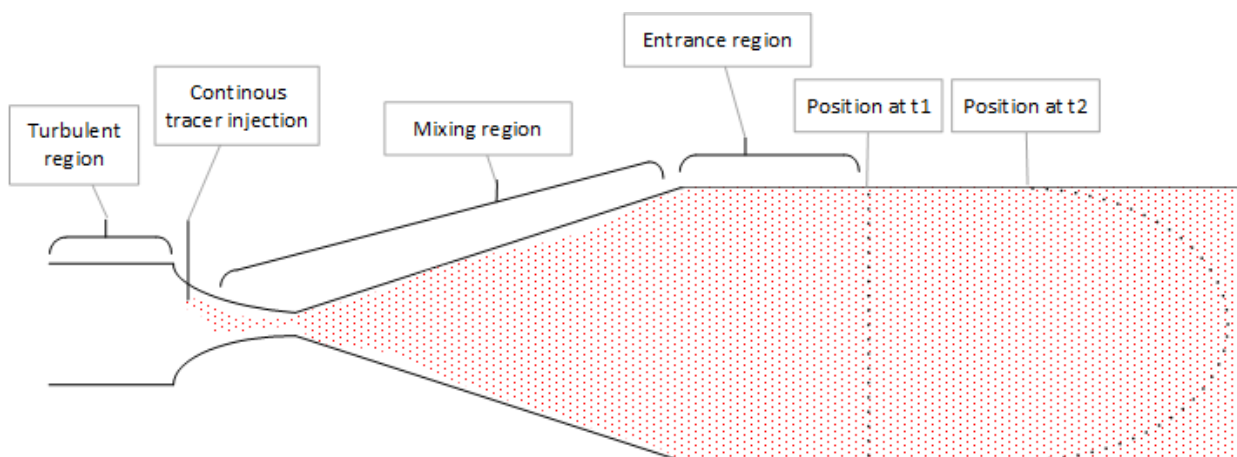 Entrance region
Continous
tracer injection
Position at t1
Position at t2
Turbulent
region
Mixing region